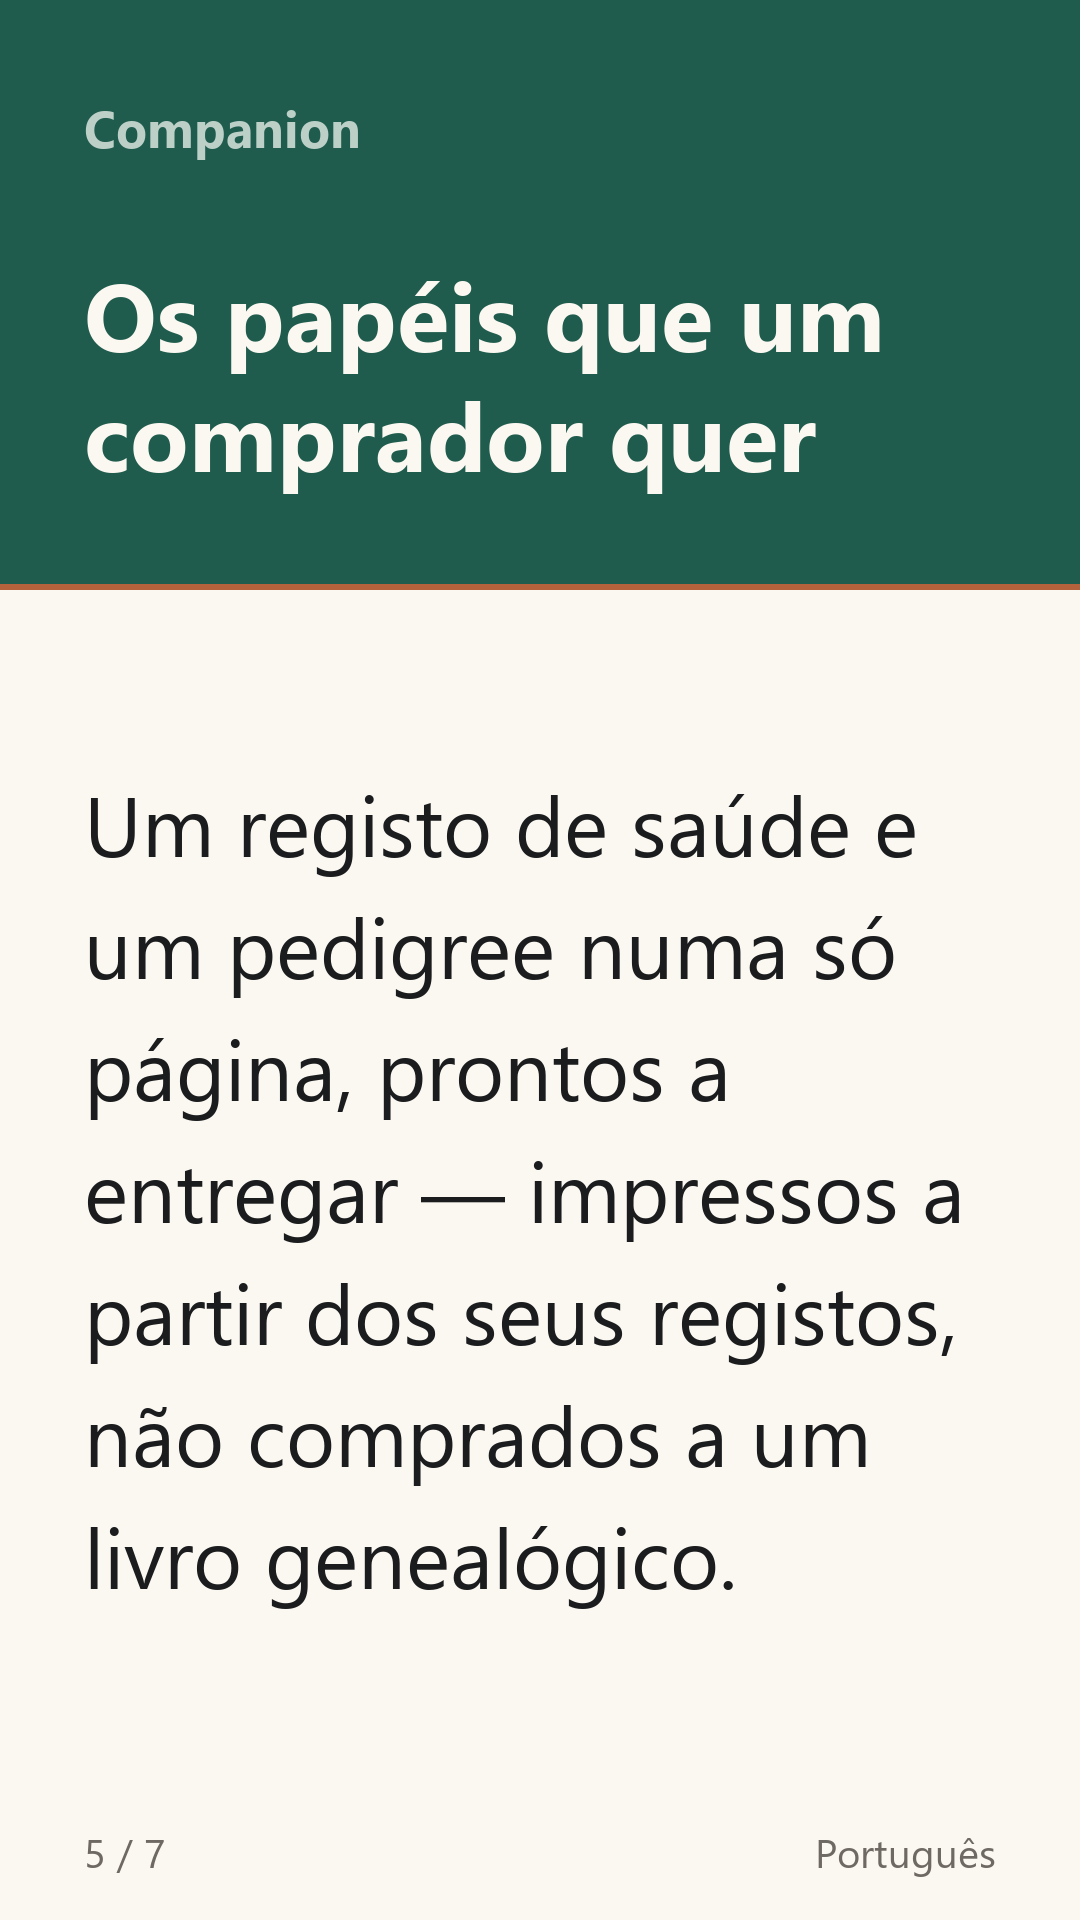 Companion
Os papéis que um
comprador quer
Um registo de saúde e
um pedigree numa só
página, prontos a
entregar — impressos a
partir dos seus registos,
não comprados a um
livro genealógico.
5 / 7
Português